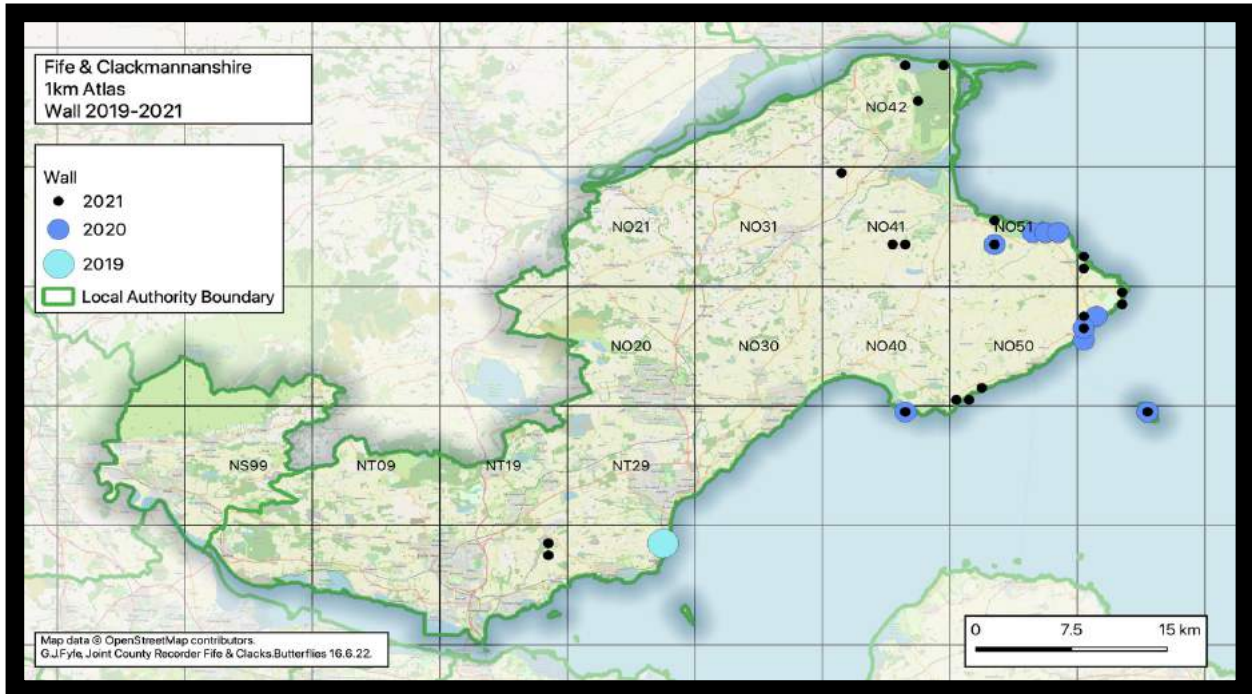 Fife & Clackmannanshire
1km Atlas
Wall 2019-2021
Wall
2021
2020
2019
Local Authority Boundary
NO42
NO21
NO31
NO41
NO51
NO20
NO30
NO40
NO50
NS99
NT09
NT19
NT29
Map data © OpenStreetMap contributors.
G.J.Fyfe, Joint County Recorder Fife & Clacks.Butterflies 16.6.22.
0 7.5 15 km